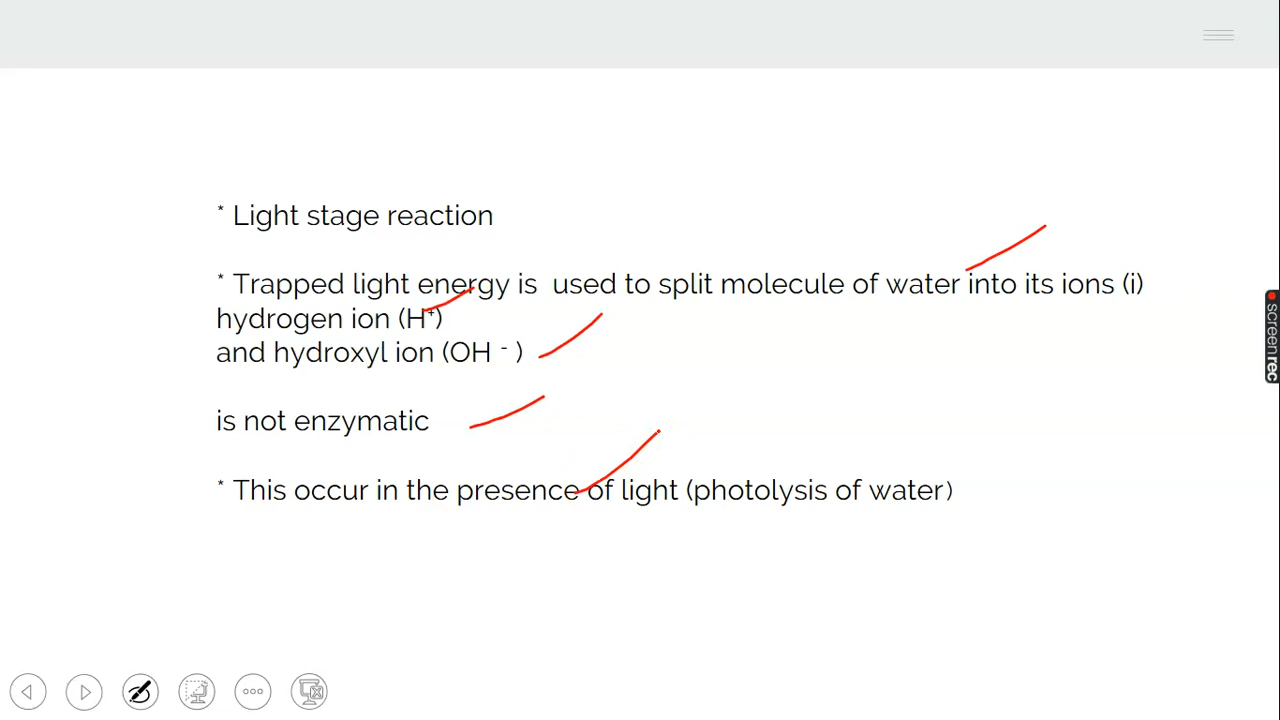 * Light stage reaction
* Trapped light energy is used to split molecule of water into its ions (i)
hydrogen ion (H⁺)
and hydroxyl ion (OH ⁻ )
is not enzymatic
* This occur in the presence of light (photolysis of water)
screenrec